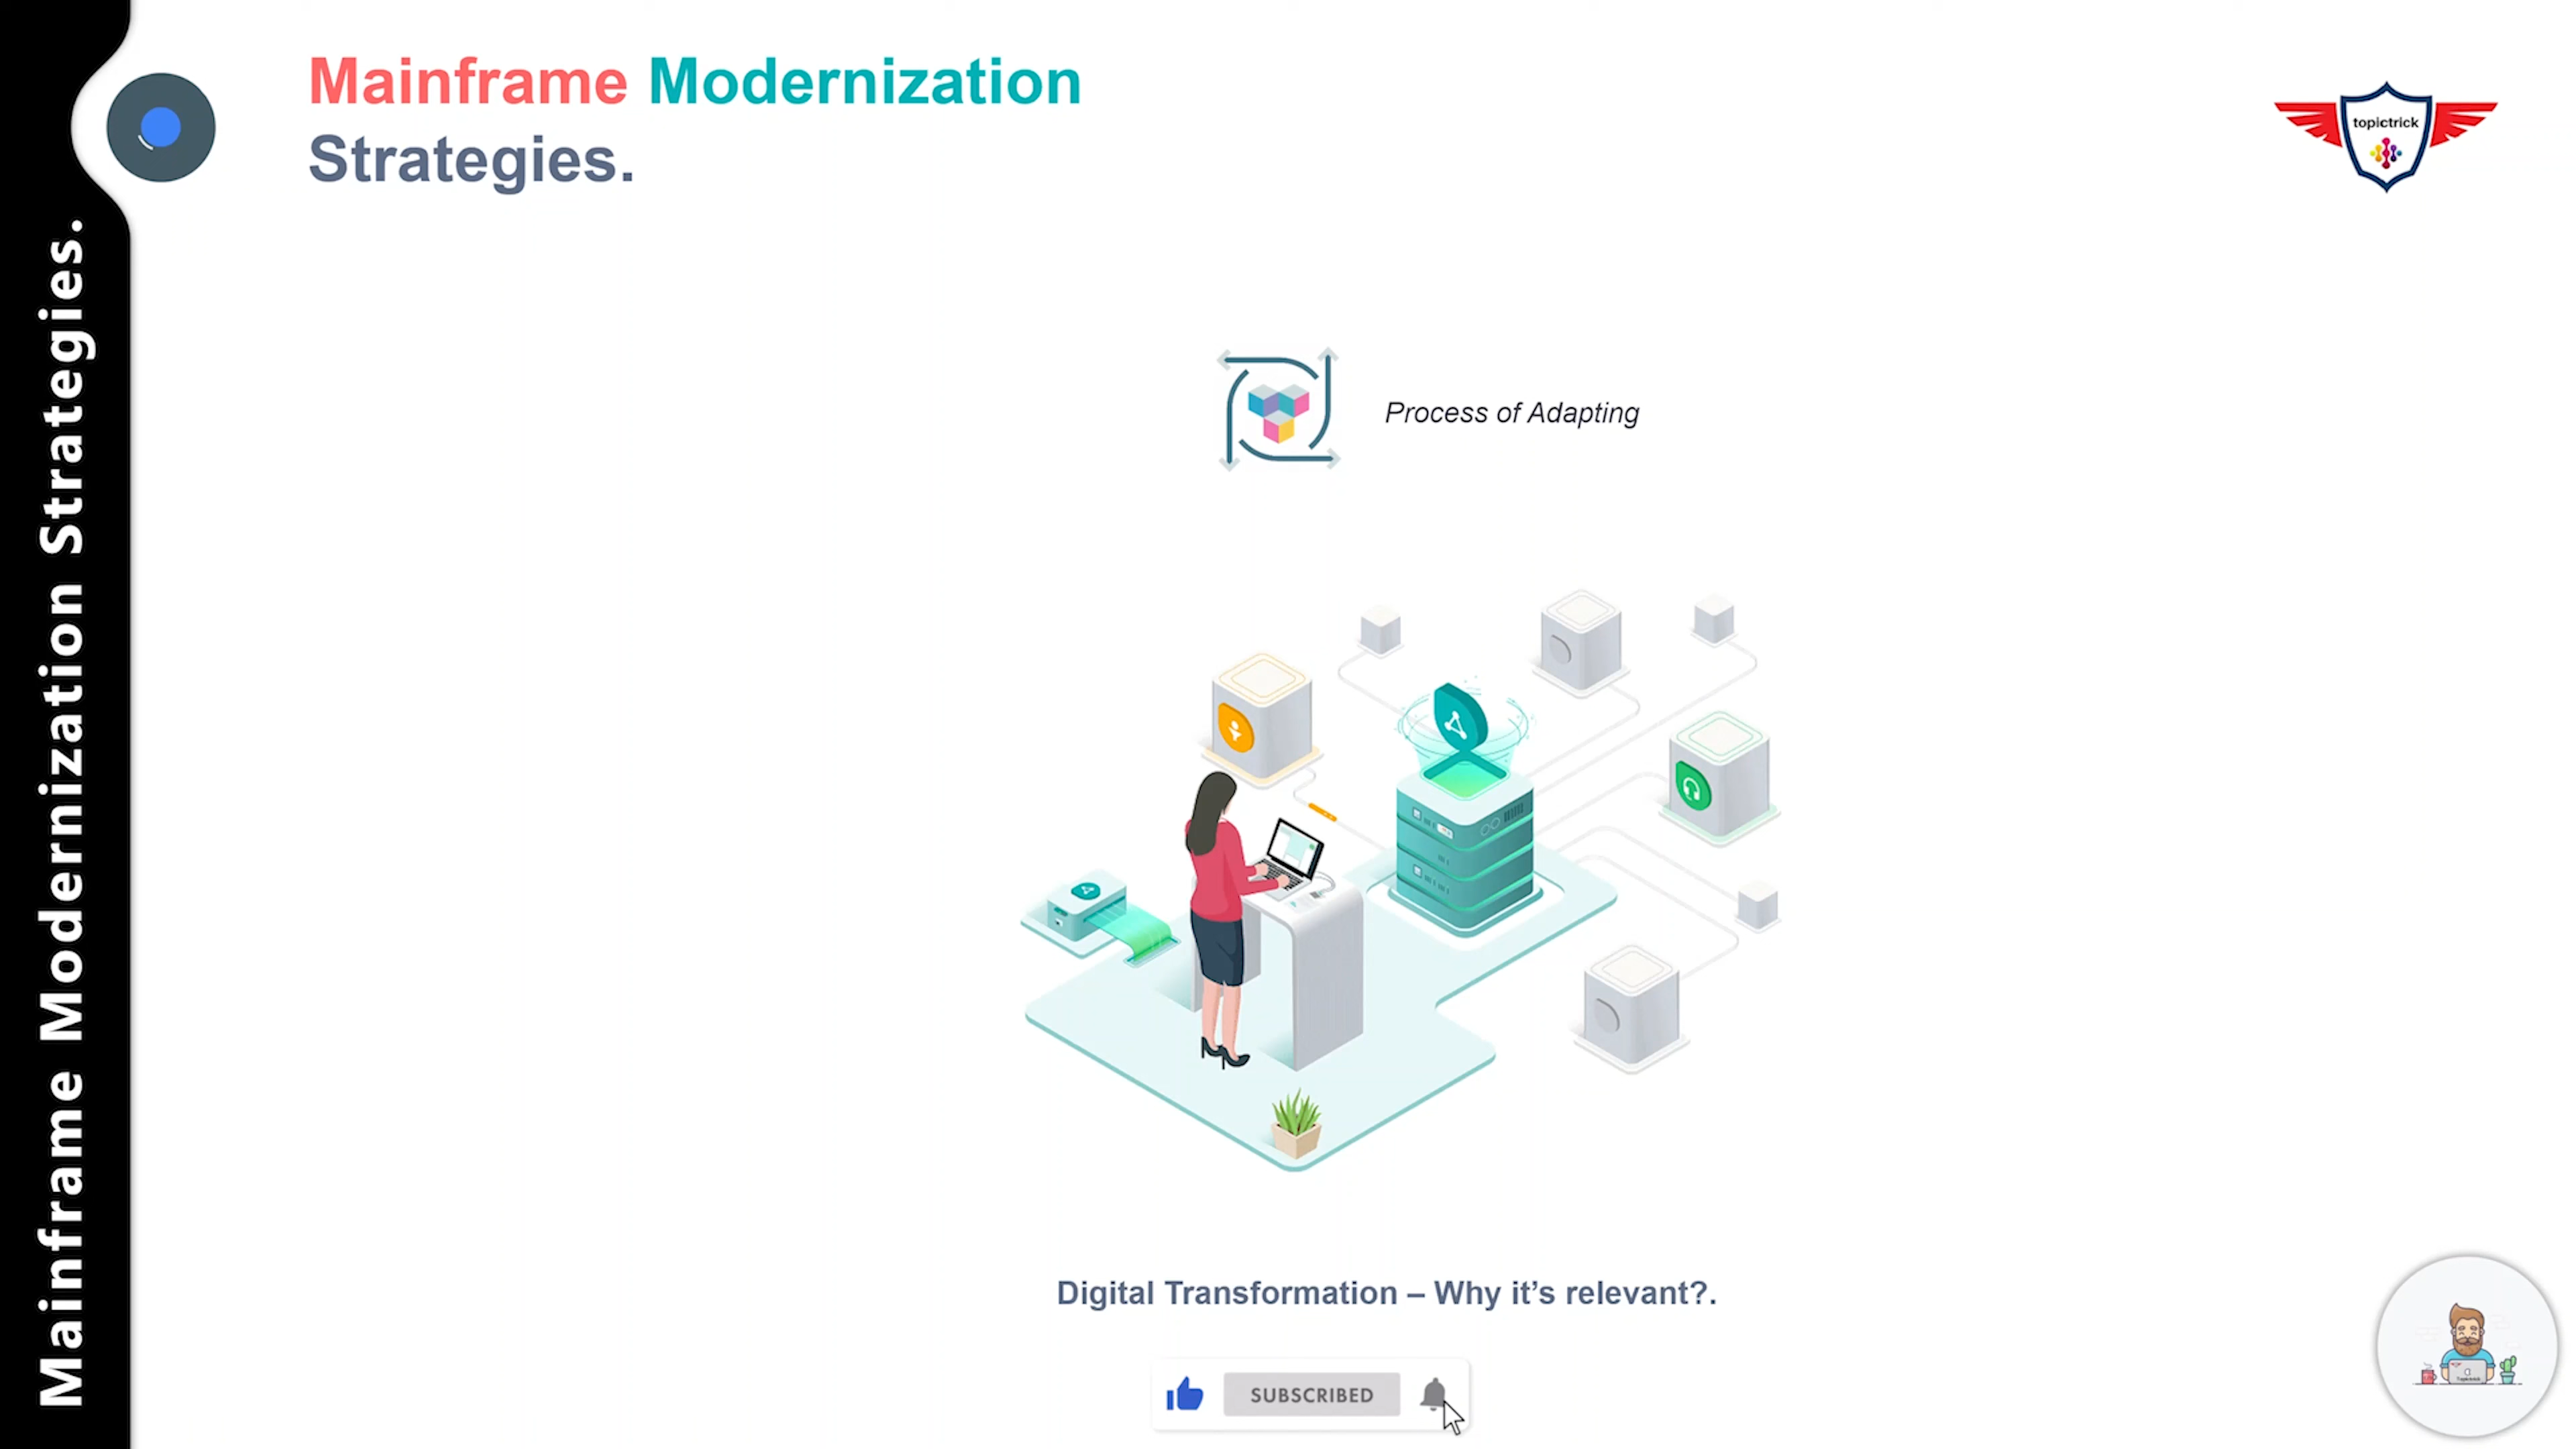 Mainframe Modernization Strategies.
Mainframe Modernization
Strategies.
topictrick
Process of Adapting
Digital Transformation – Why it’s relevant?.
SUBSCRIBED